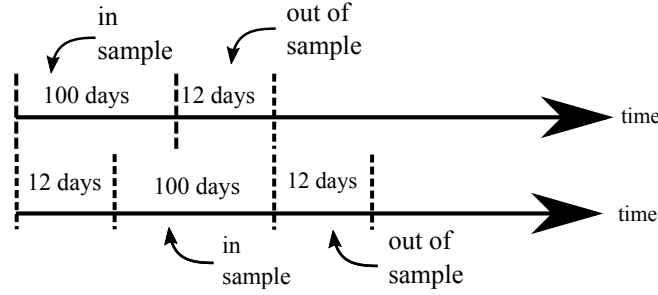 in
sample
out of
sample
100 days
12 days
time
12 days
100 days
12 days
time
in
sample
out of
sample